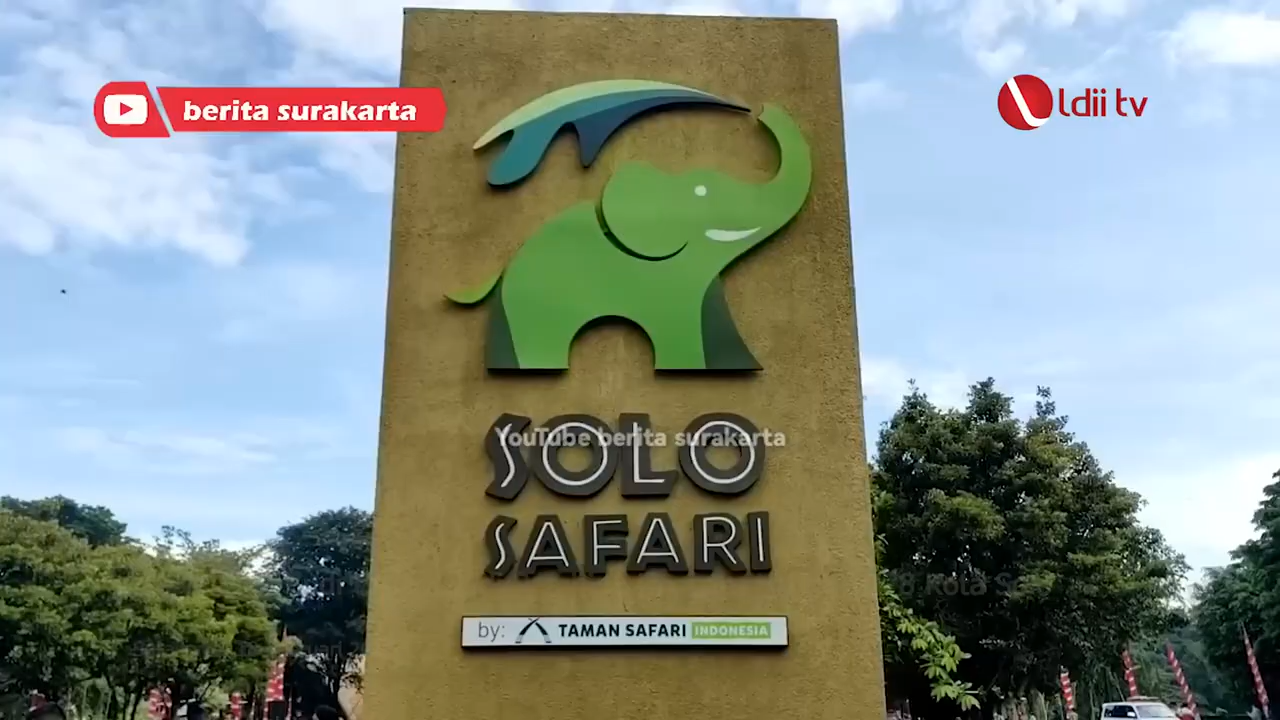 berita surakarta
ldii tv
YouTube berita surakarta
SOLO
SAFARI
by: TAMAN SAFARI INDONESIA